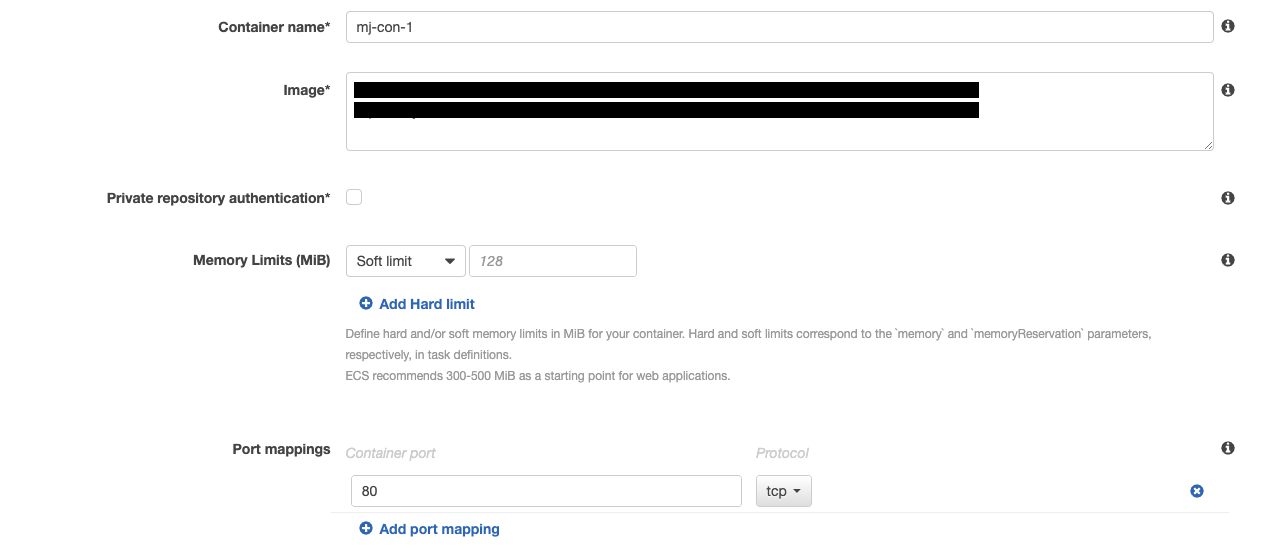 Container name*
mj-con-1
Image*
Private repository authentication*
Memory Limits (MiB)
Soft limit
128
Add Hard limit
Define hard and/or soft memory limits in MiB for your container. Hard and soft limits correspond to the `memory` and `memoryReservation` parameters,
respectively, in task definitions.
ECS recommends 300-500 MiB as a starting point for web applications.
Port mappings
Container port
Protocol
80
tcp
Add port mapping